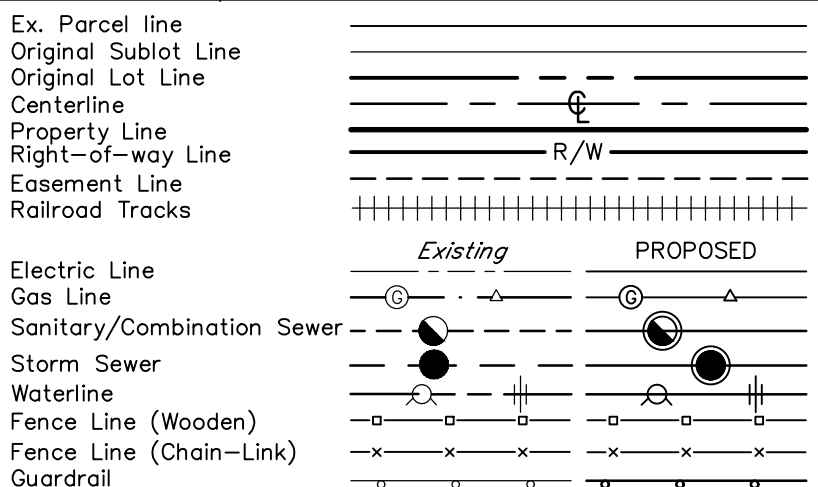 Ex. Parcel line
Original Sublot Line
Original Lot Line
Centerline ℄
Property Line
Right-of-way Line R/W
Easement Line
Railroad Tracks
Existing PROPOSED
Electric Line
Gas Line G G
Sanitary/Combination Sewer
Storm Sewer
Waterline
Fence Line (Wooden)
Fence Line (Chain-Link)
Guardrail